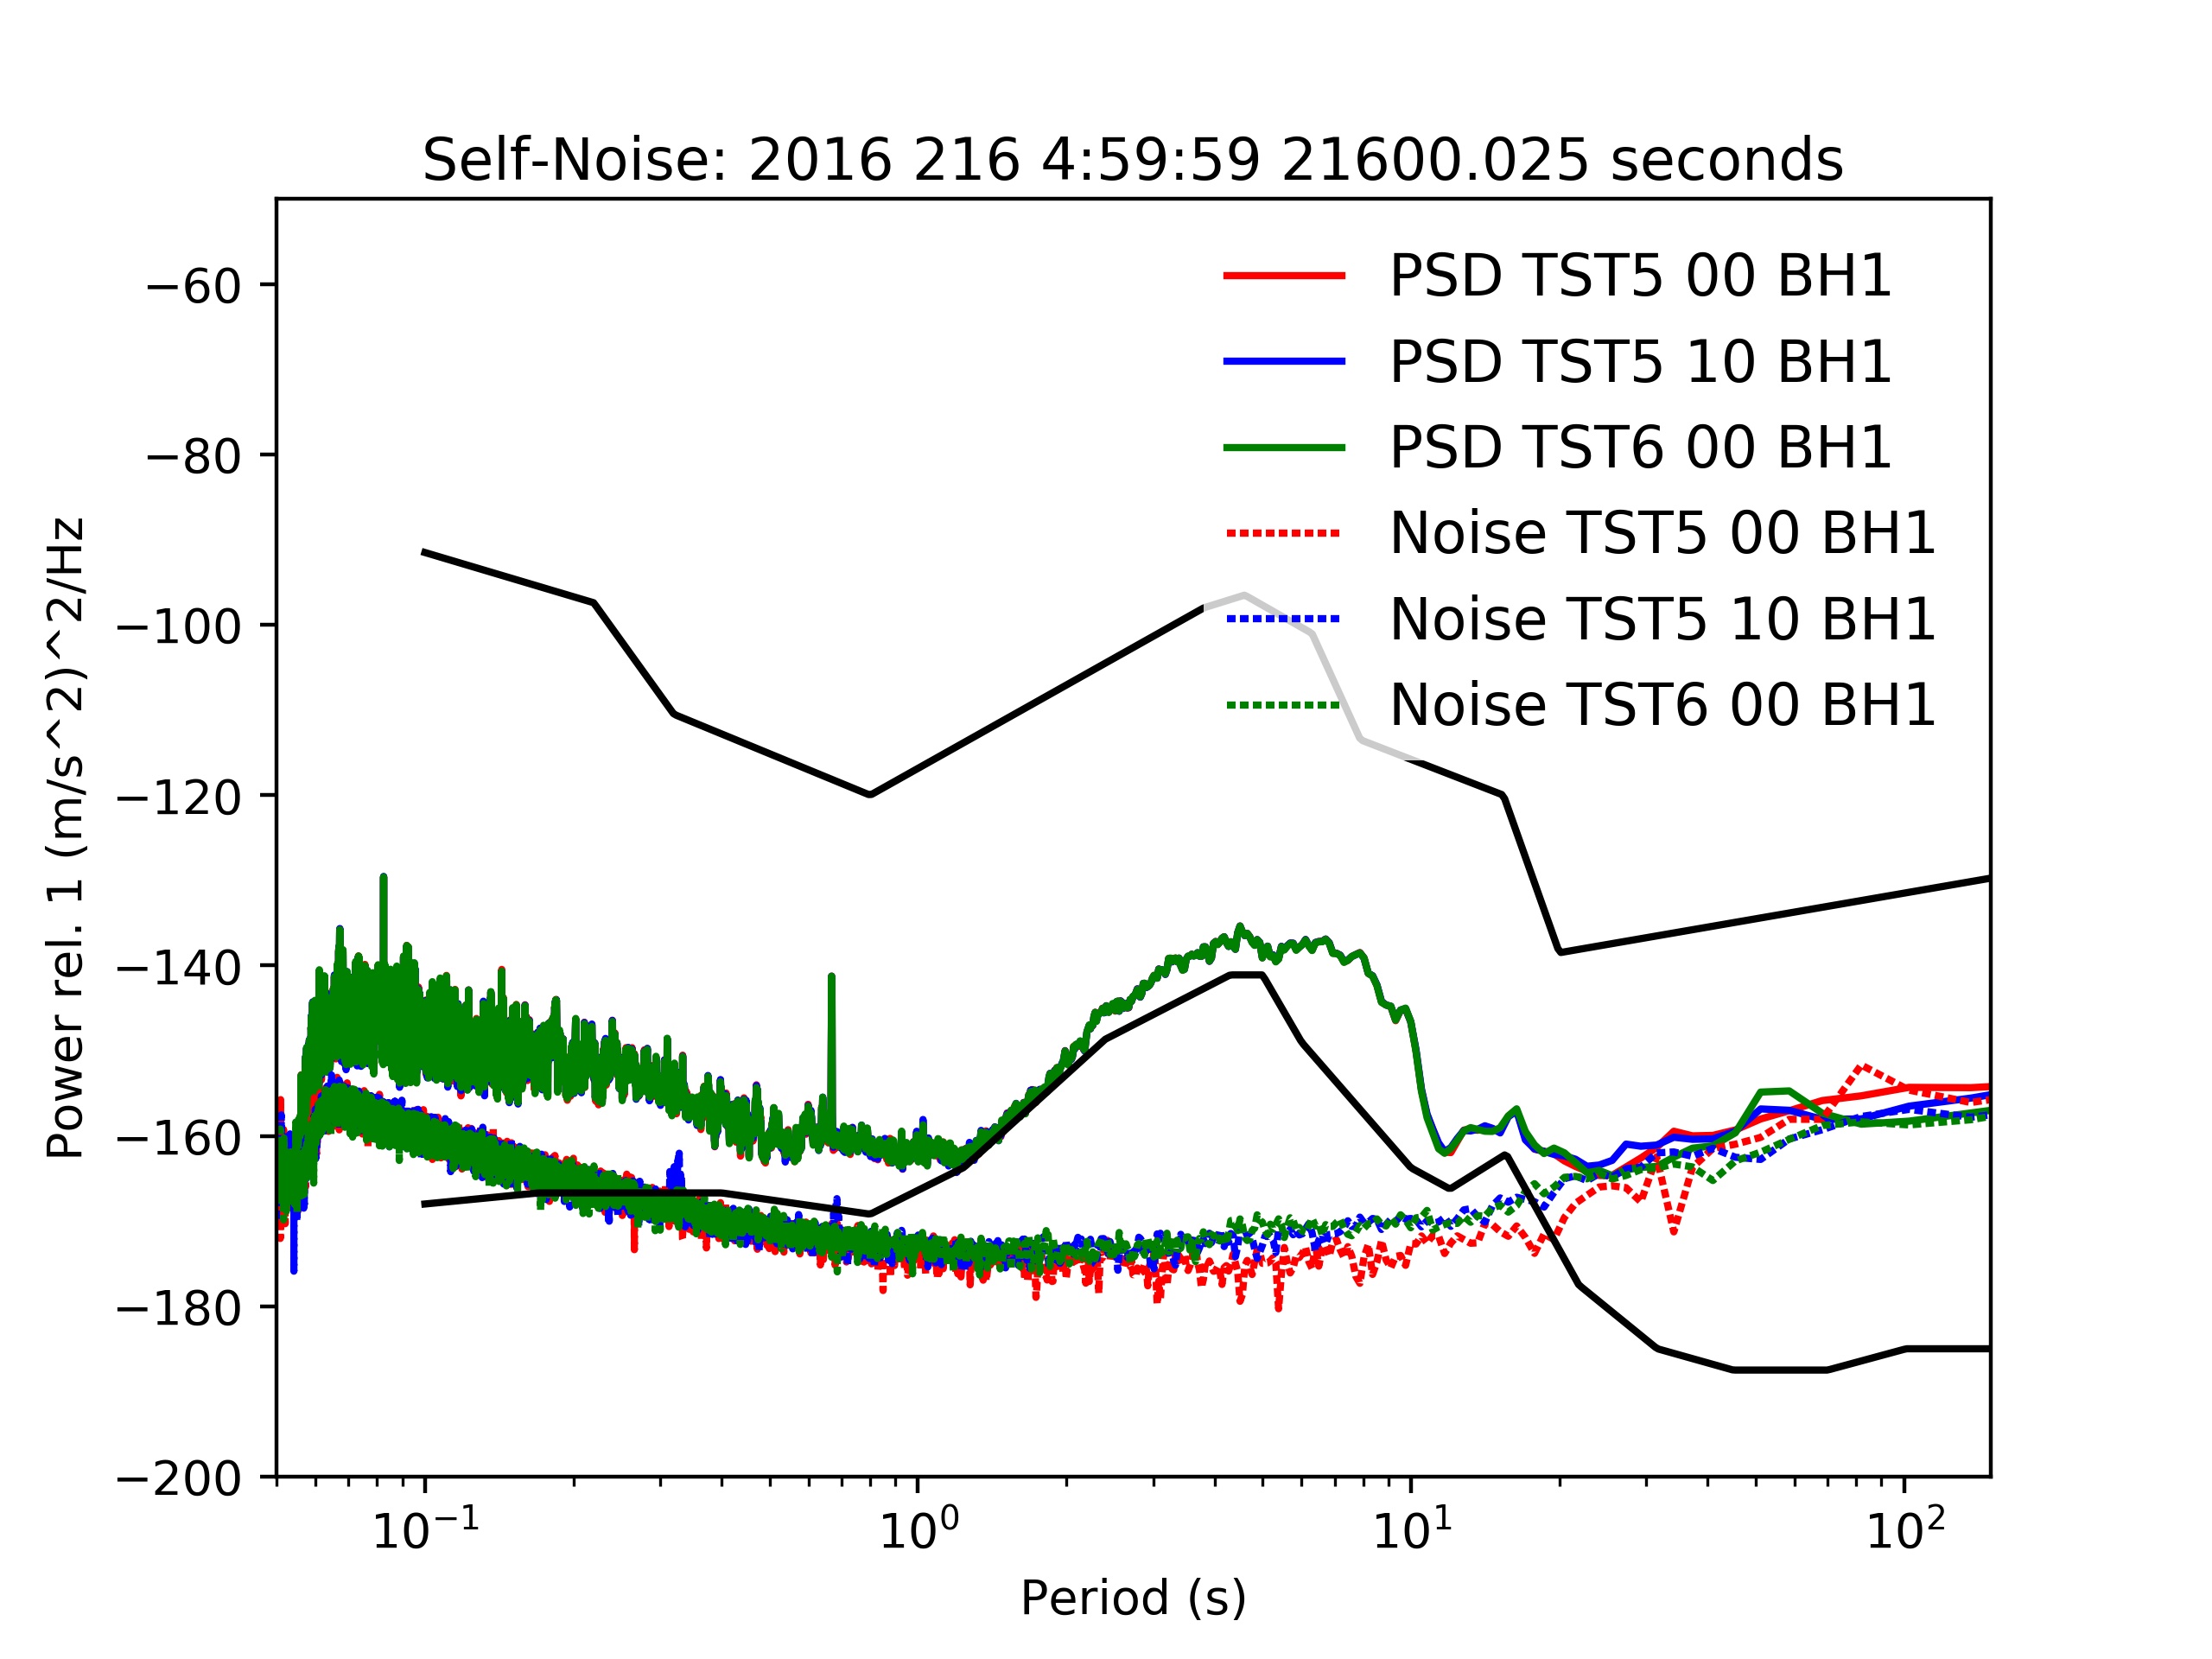 Self-Noise: 2016 216 4:59:59 21600.025 seconds
Power rel. 1 (m/s^2)^2/Hz
−60
−80
−100
−120
−140
−160
−180
−200
PSD TST5 00 BH1
PSD TST5 10 BH1
PSD TST6 00 BH1
Noise TST5 00 BH1
Noise TST5 10 BH1
Noise TST6 00 BH1
10⁻¹ 10⁰ 10¹ 10²
Period (s)